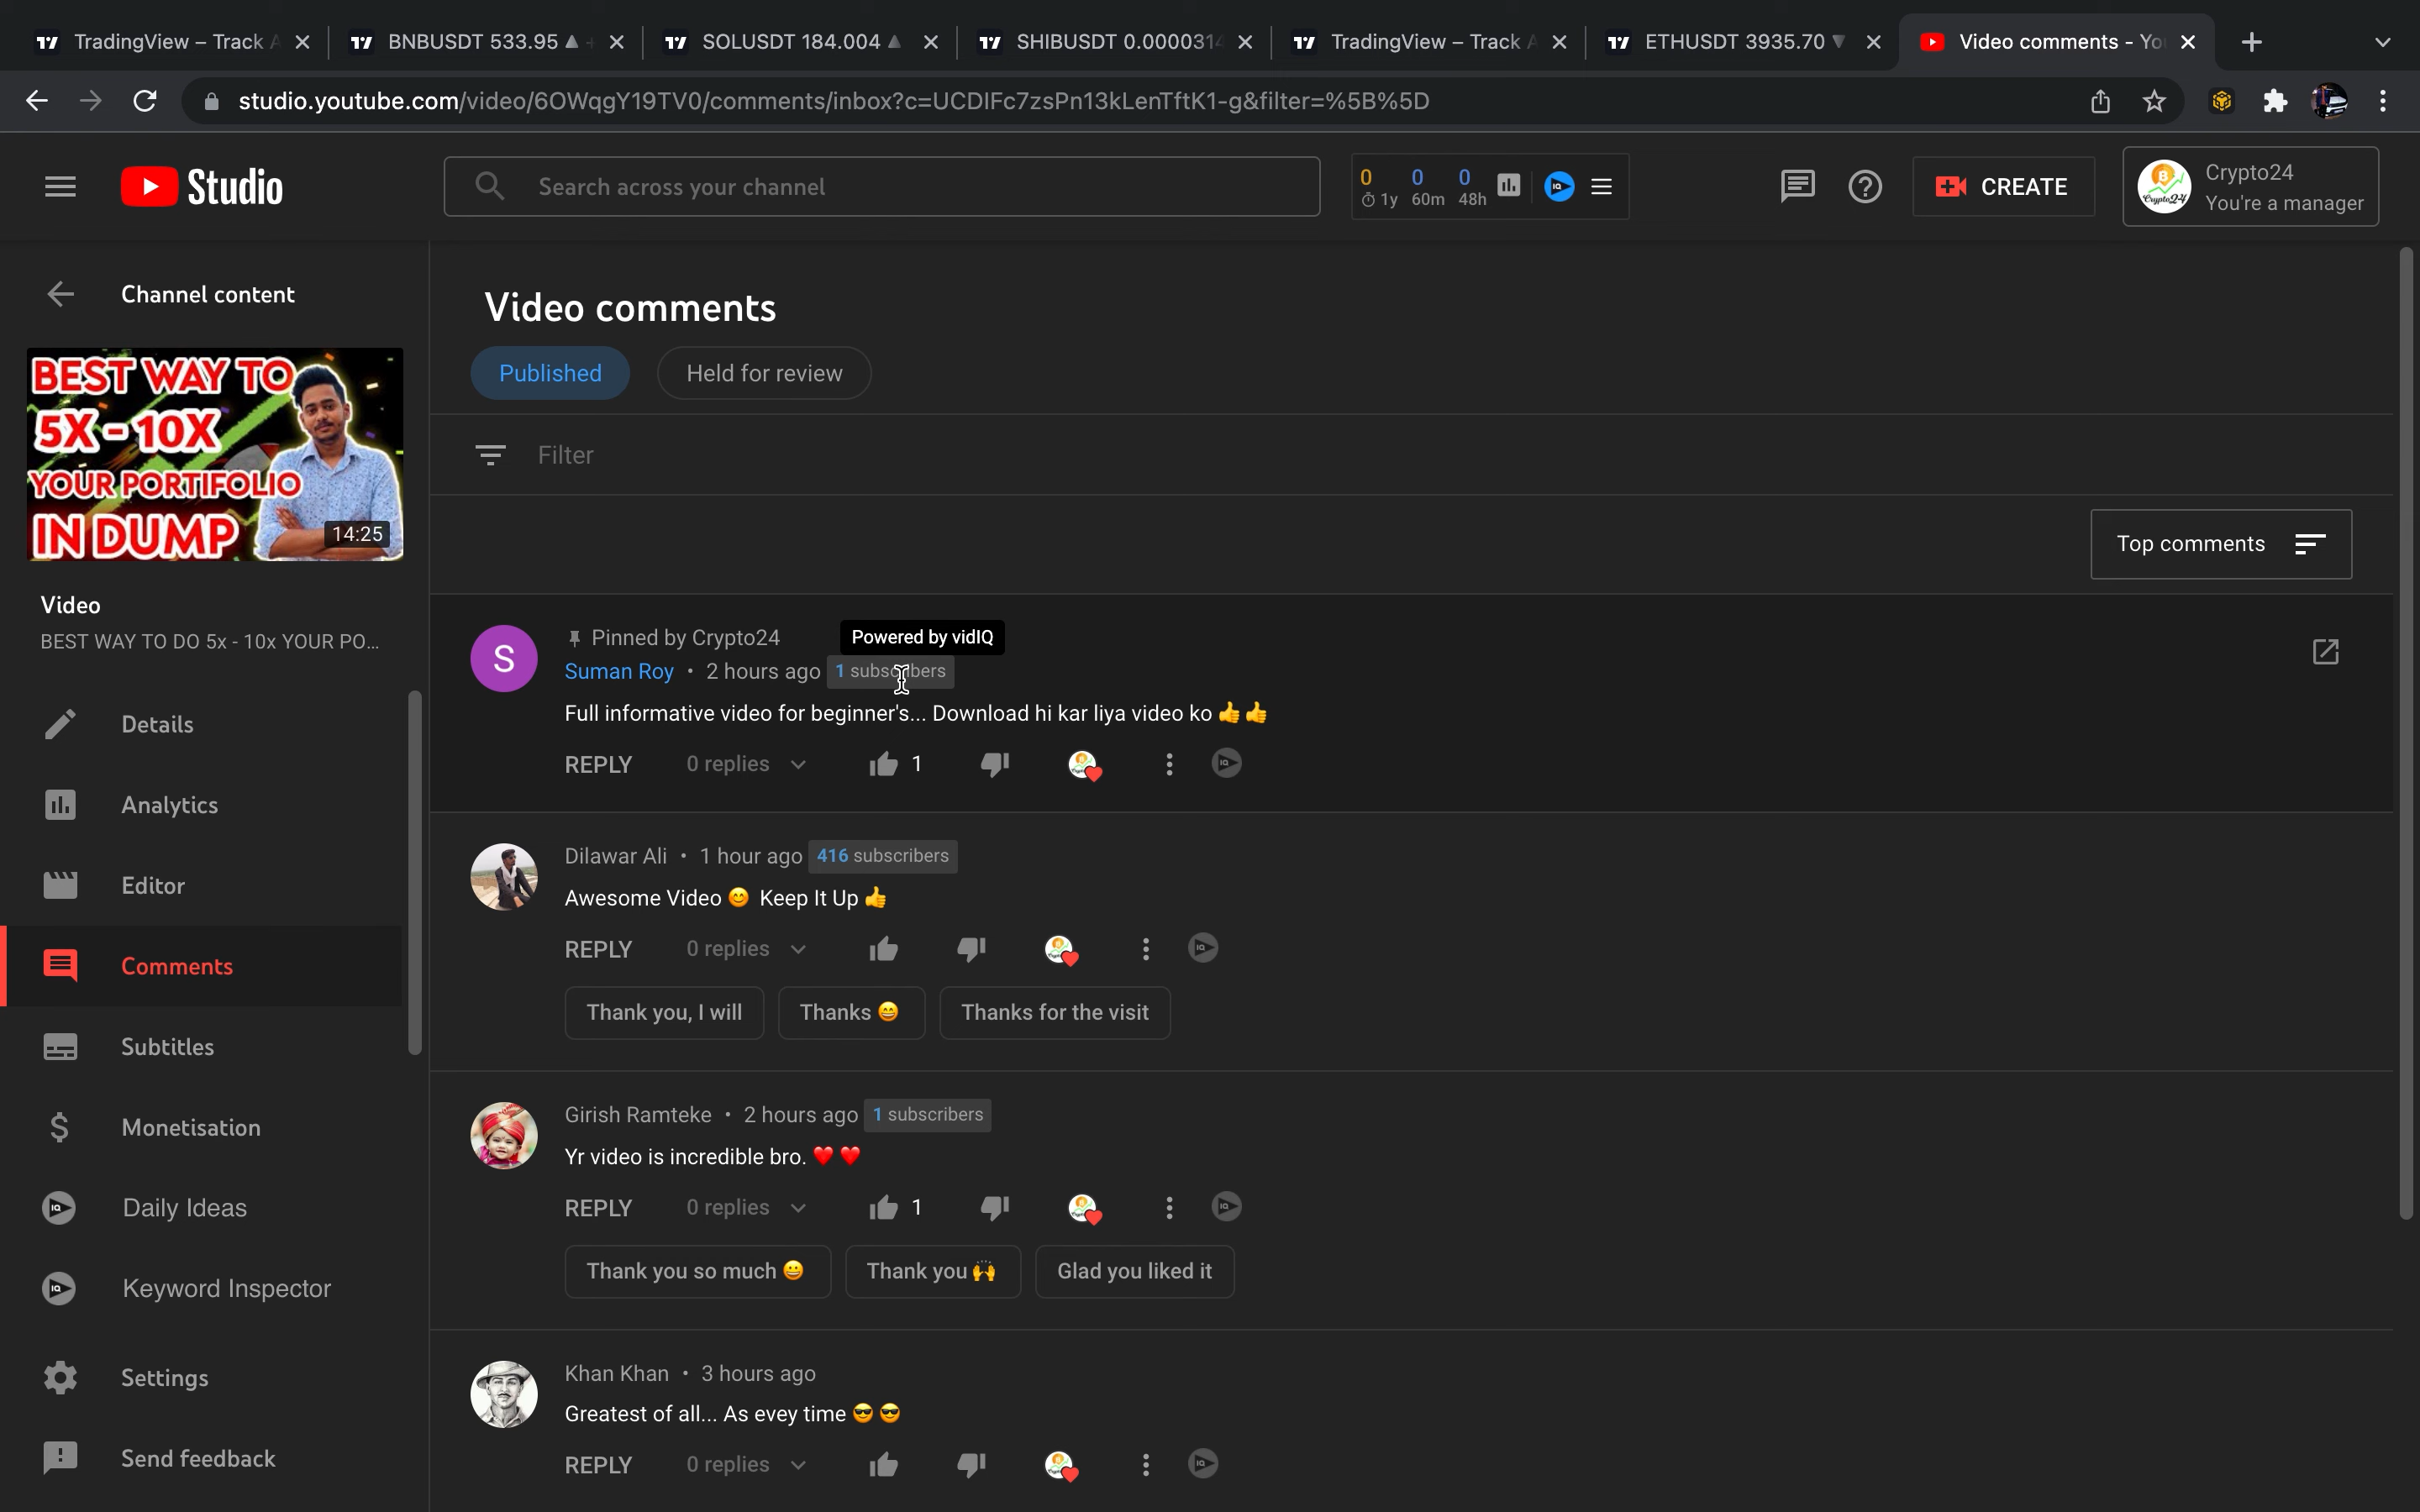 TradingView – Track A
BNBUSDT 533.95 ▲
SOLUSDT 184.004 ▲
SHIBUSDT 0.0000314
TradingView – Track A
ETHUSDT 3935.70 ▼
Video comments - Yo
studio.youtube.com/video/6OWqgY19TV0/comments/inbox?c=UCDIFc7zsPn13kLenTftK1-g&filter=%5B%5D
Studio
Search across your channel
0 0 0
1y 60m 48h
CREATE
Crypto24
You're a manager
Channel content
BEST WAY TO
5X - 10X
YOUR PORTIFOLIO
IN DUMP
14:25
Video
BEST WAY TO DO 5x - 10x YOUR PO...
Details
Analytics
Editor
Comments
Subtitles
Monetisation
Daily Ideas
Keyword Inspector
Settings
Send feedback
Video comments
Published Held for review
Filter
Top comments
Pinned by Crypto24
Powered by vidIQ
S
Suman Roy • 2 hours ago 1 subscribers
Full informative video for beginner's... Download hi kar liya video ko 👍👍
REPLY 0 replies 1
Dilawar Ali • 1 hour ago 416 subscribers
Awesome Video 😊 Keep It Up 👍
REPLY 0 replies
Thank you, I will Thanks 😄 Thanks for the visit
Girish Ramteke • 2 hours ago 1 subscribers
Yr video is incredible bro. ❤️ ❤️
REPLY 0 replies 1
Thank you so much 😀 Thank you 🙌 Glad you liked it
Khan Khan • 3 hours ago
Greatest of all... As evey time 😎 😎
REPLY 0 replies